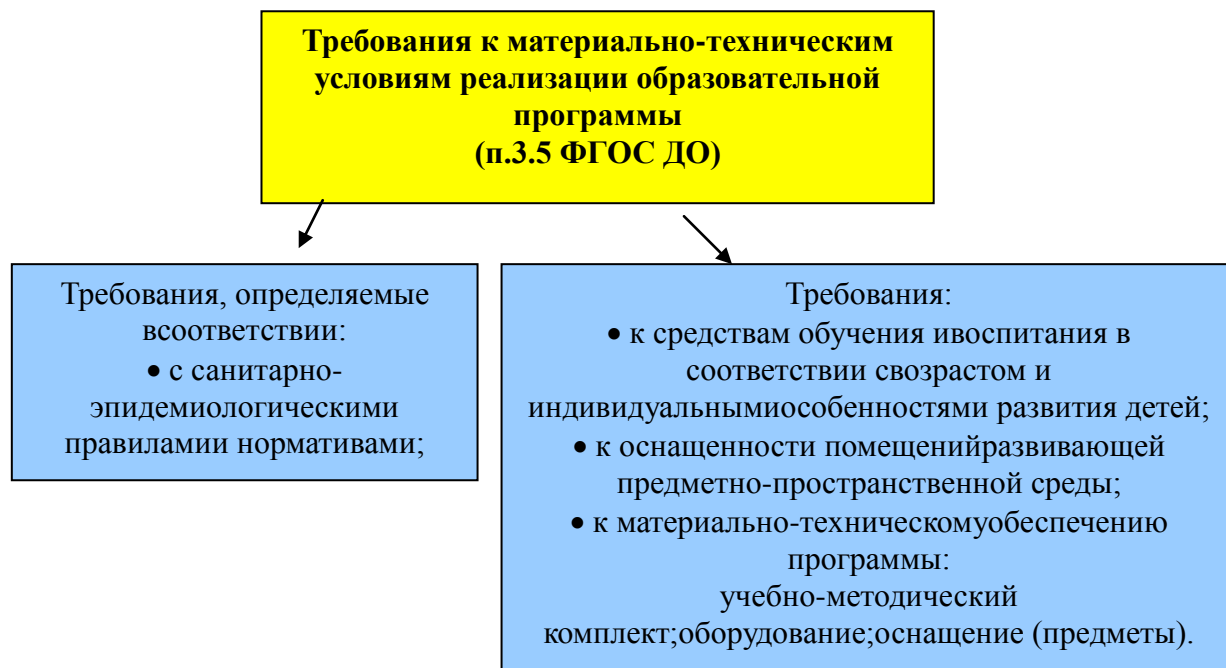 Требования к материально-техническим
условиям реализации образовательной
программы
(п.3.5 ФГОС ДО)
Требования, определяемые
всоответствии:
• с санитарно-
эпидемиологическими
правиламии нормативами;
Требования:
• к средствам обучения ивоспитания в
соответствии свозрастом и
индивидуальнымиособенностями развития детей;
• к оснащенности помещенийразвивающей
предметно-пространственной среды;
• к материально-техническомуобеспечению
программы:
учебно-методический
комплект;оборудование;оснащение (предметы).